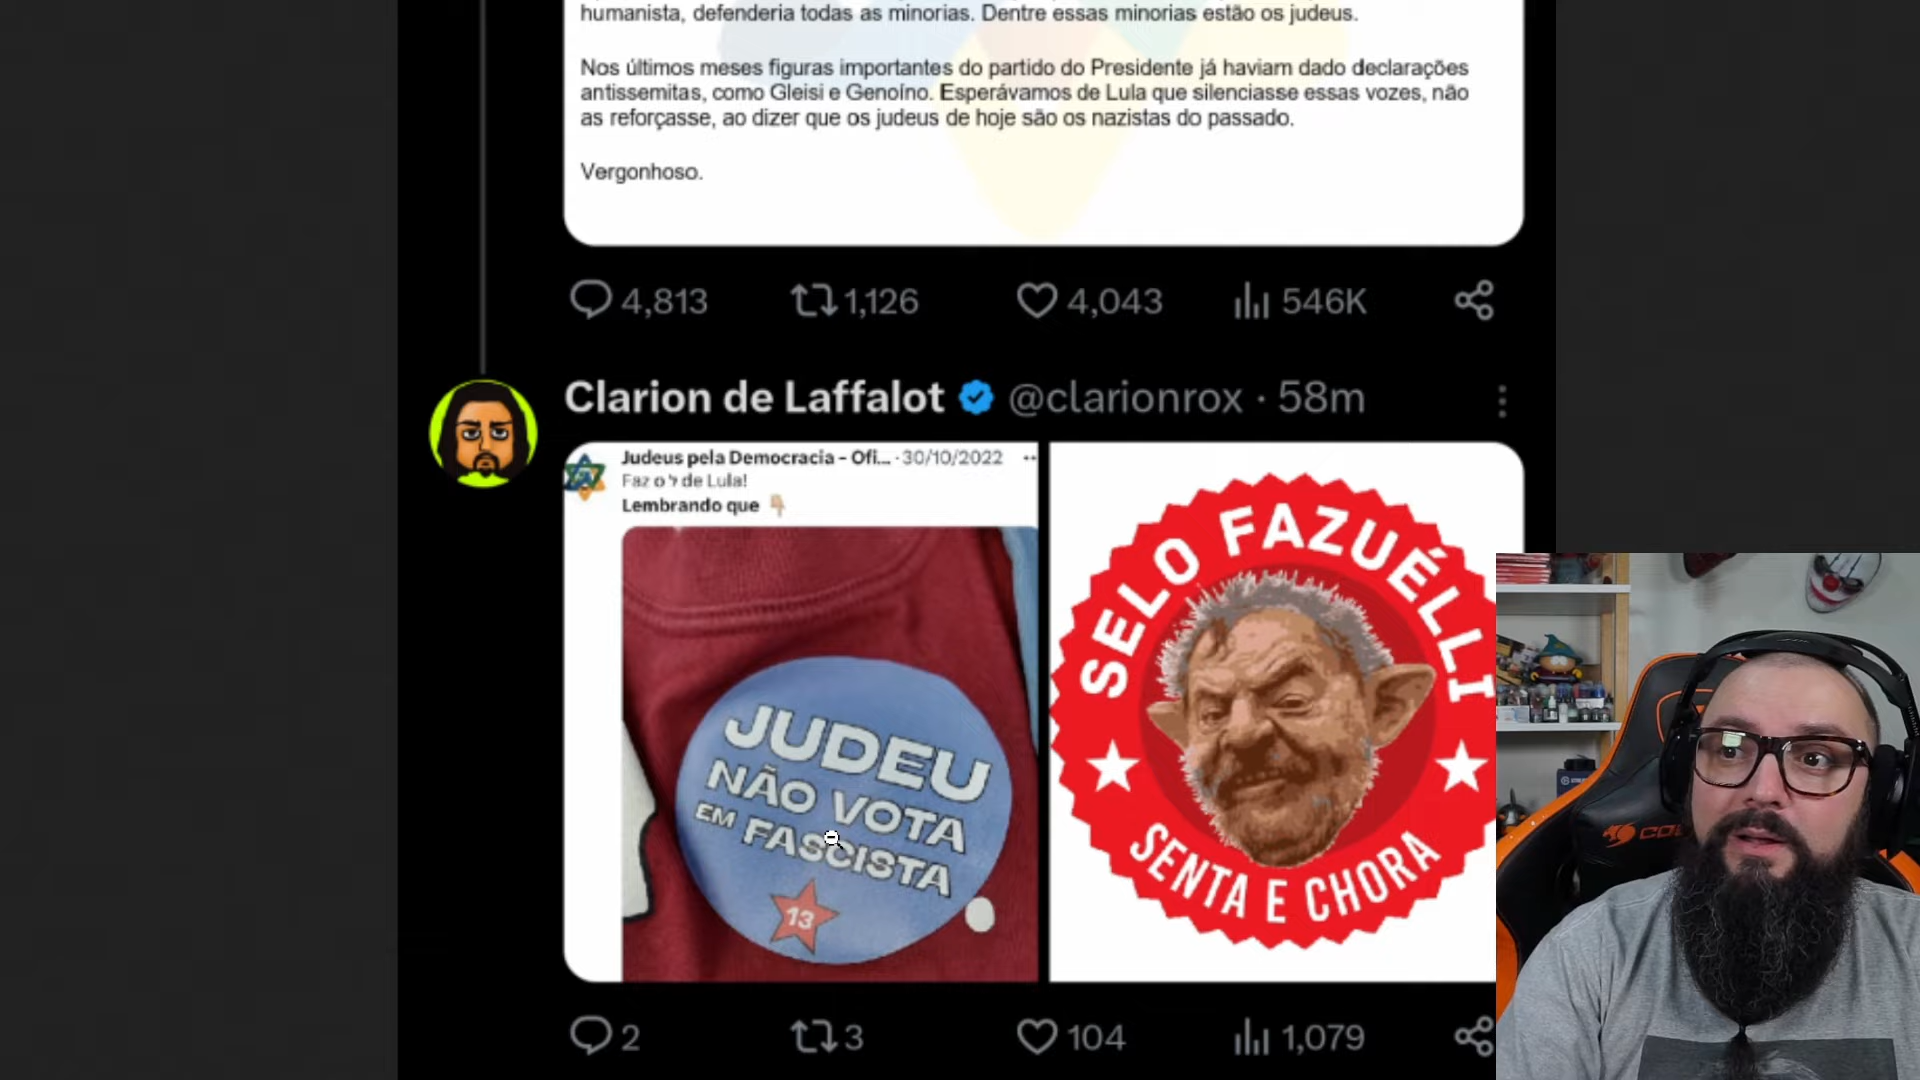 humanista, defenderia todas as minorias. Dentre essas minorias estão os judeus.
Nos últimos meses figuras importantes do partido do Presidente já haviam dado declarações
antissemitas, como Gleisi e Genoíno. Esperávamos de Lula que silenciasse essas vozes, não
as reforçasse, ao dizer que os judeus de hoje são os nazistas do passado.
Vergonhoso.
4,813 1,126 4,043 546K
Clarion de Laffalot @clarionrox · 58m
Judeus pela Democracia - Ofi... · 30/10/2022
Faz o ל de Lula!
Lembrando que 👇
JUDEU
NÃO VOTA
EM FASCISTA
13
SELO FAZUÉLLI
SENTA E CHORA
2 3 104 1,079